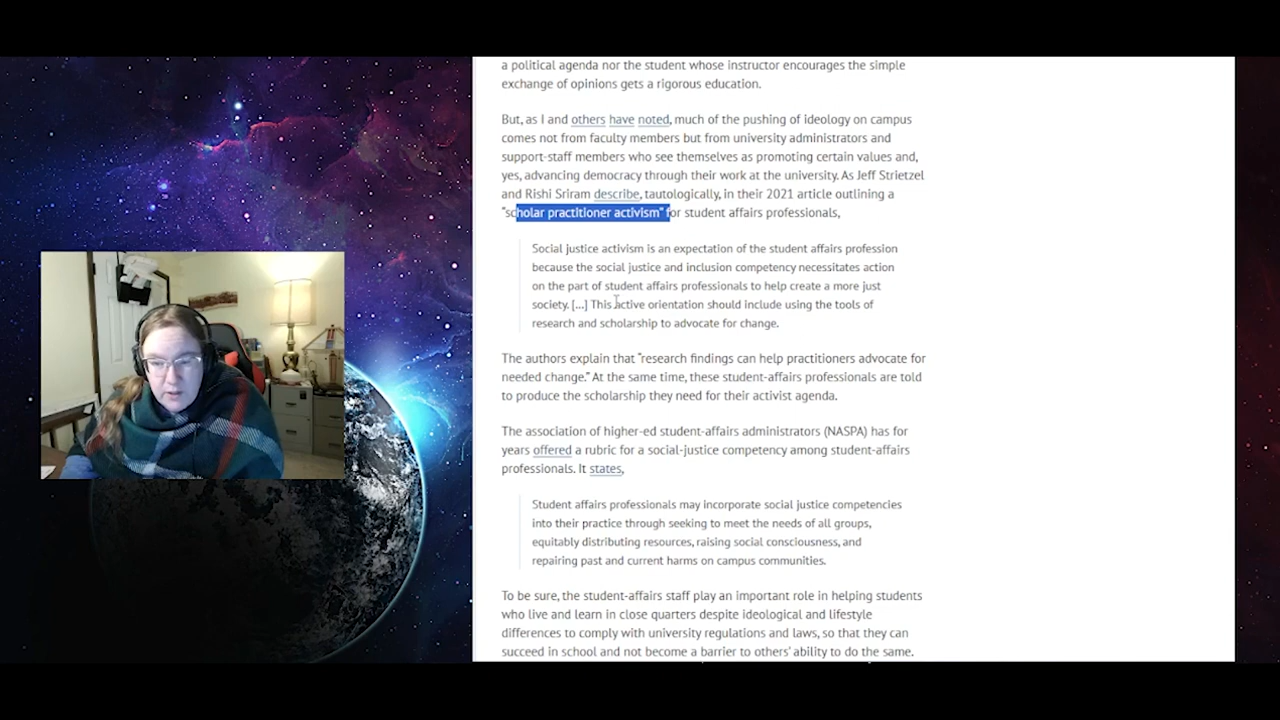 a political agenda nor the student whose instructor encourages the simple
exchange of opinions gets a rigorous education.
But, as I and others have noted, much of the pushing of ideology on campus
comes not from faculty members but from university administrators and
support-staff members who see themselves as promoting certain values and,
yes, advancing democracy through their work at the university. As Jeff Strietzel
and Rishi Sriram describe, tautologically, in their 2021 article outlining a
“scholar practitioner activism” for student affairs professionals,
Social justice activism is an expectation of the student affairs profession
because the social justice and inclusion competency necessitates action
on the part of student affairs professionals to help create a more just
society. [...] This active orientation should include using the tools of
research and scholarship to advocate for change.
The authors explain that “research findings can help practitioners advocate for
needed change.” At the same time, these student-affairs professionals are told
to produce the scholarship they need for their activist agenda.
The association of higher-ed student-affairs administrators (NASPA) has for
years offered a rubric for a social-justice competency among student-affairs
professionals. It states,
Student affairs professionals may incorporate social justice competencies
into their practice through seeking to meet the needs of all groups,
equitably distributing resources, raising social consciousness, and
repairing past and current harms on campus communities.
To be sure, the student-affairs staff play an important role in helping students
who live and learn in close quarters despite ideological and lifestyle
differences to comply with university regulations and laws, so that they can
succeed in school and not become a barrier to others’ ability to do the same.